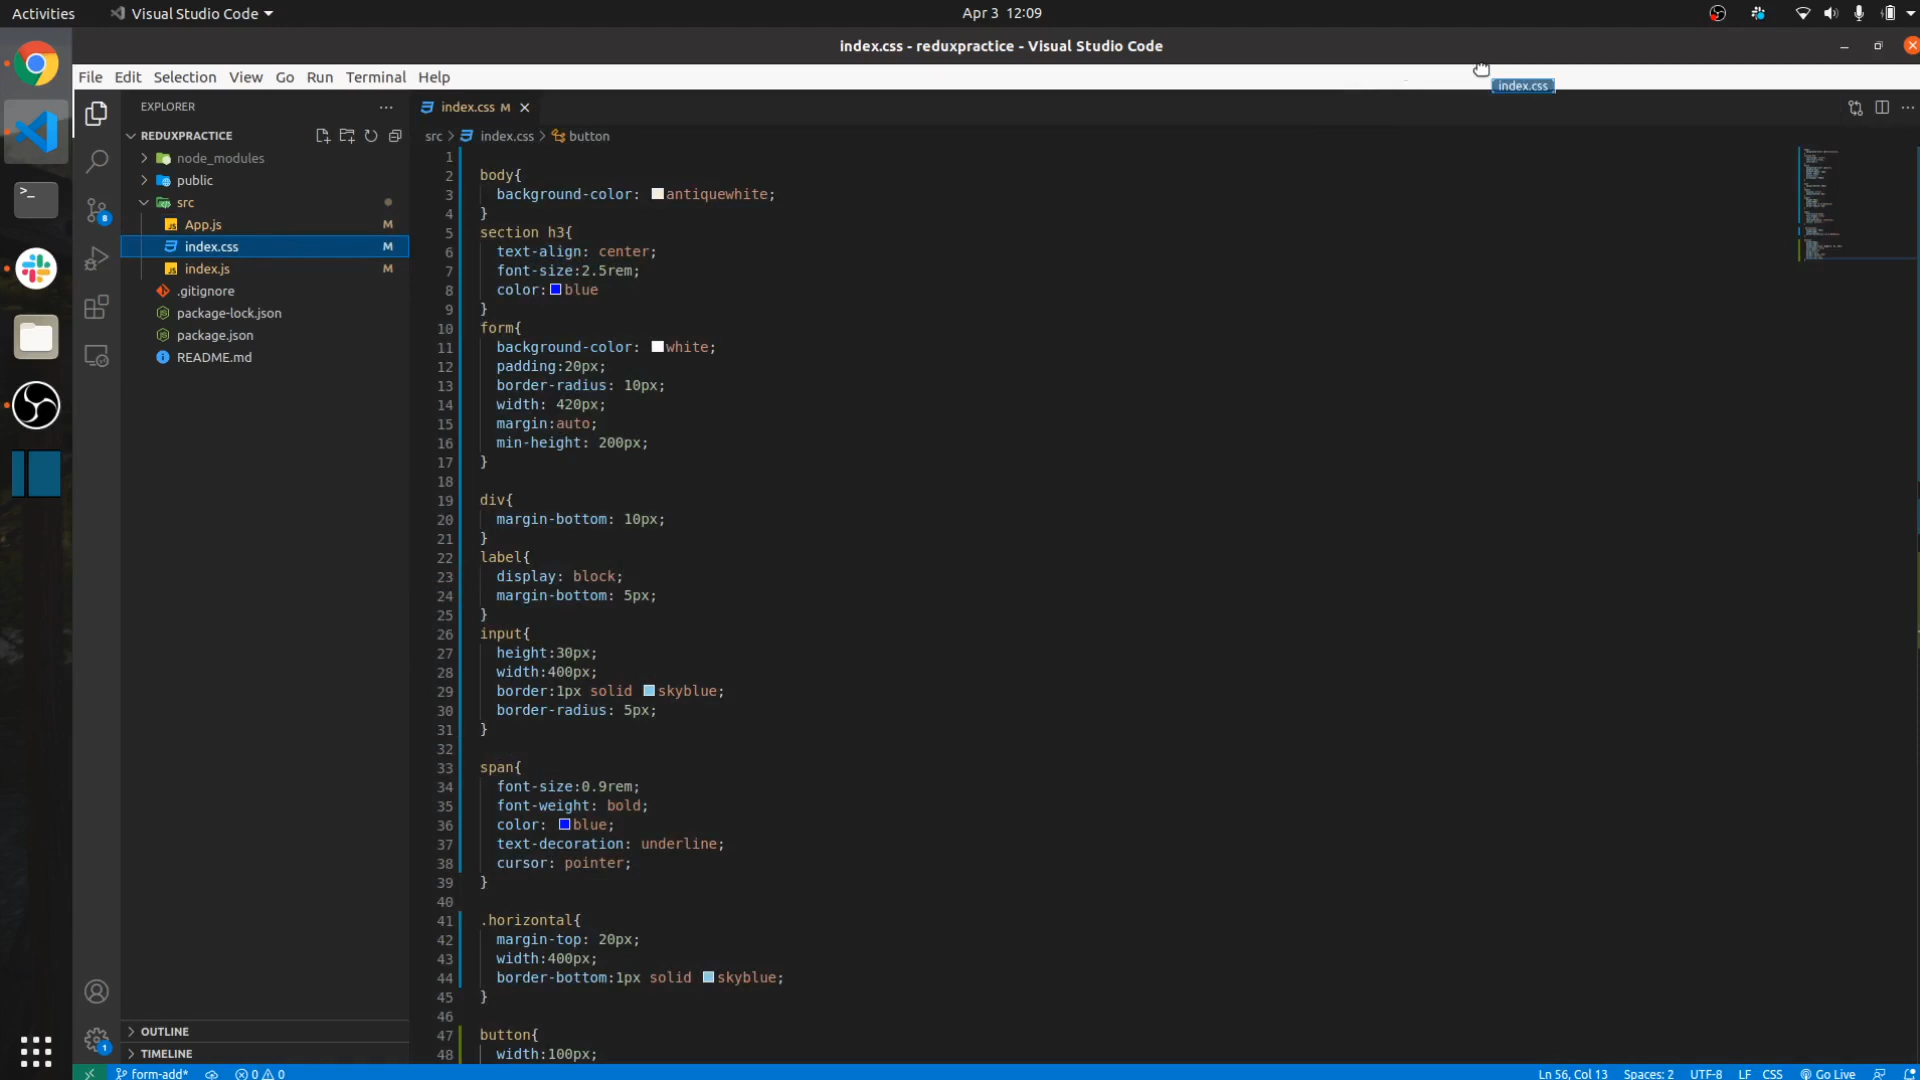 Activities
Visual Studio Code
Apr 3 12:09
index.css - reduxpractice - Visual Studio Code
File Edit Selection View Go Run Terminal Help
index.css
EXPLORER
index.css M
REDUXPRACTICE
src > index.css > button
node_modules
public
src
App.js M
index.css M
index.js M
.gitignore
package-lock.json
package.json
README.md
1
2 body{
3 background-color: antiquewhite;
4 }
5 section h3{
6 text-align: center;
7 font-size:2.5rem;
8 color:blue
9 }
10 form{
11 background-color: white;
12 padding:20px;
13 border-radius: 10px;
14 width: 420px;
15 margin:auto;
16 min-height: 200px;
17 }
18
19 div{
20 margin-bottom: 10px;
21 }
22 label{
23 display: block;
24 margin-bottom: 5px;
25 }
26 input{
27 height:30px;
28 width:400px;
29 border:1px solid skyblue;
30 border-radius: 5px;
31 }
32
33 span{
34 font-size:0.9rem;
35 font-weight: bold;
36 color: blue;
37 text-decoration: underline;
38 cursor: pointer;
39 }
40
41 .horizontal{
42 margin-top: 20px;
43 width:400px;
44 border-bottom:1px solid skyblue;
45 }
46
47 button{
48 width:100px;
8
1
OUTLINE
TIMELINE
form-add*
0 0
Ln 56, Col 13
Spaces: 2
UTF-8
LF
CSS
Go Live